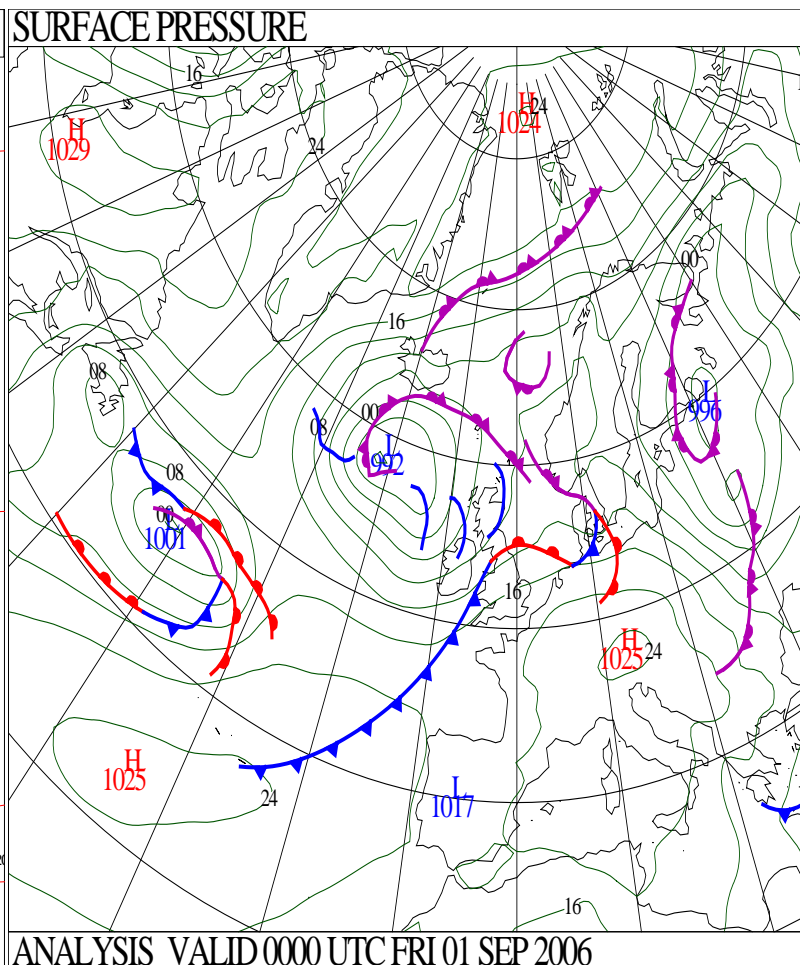 SURFACE PRESSURE
16
H
1029
24
H
24
1024
00
16
08
L
996
08
00
L
992
08
00
L
1001
16
H
1025
24
H
1025
24
L
1017
16
ANALYSIS VALID 0000 UTC FRI 01 SEP 2006